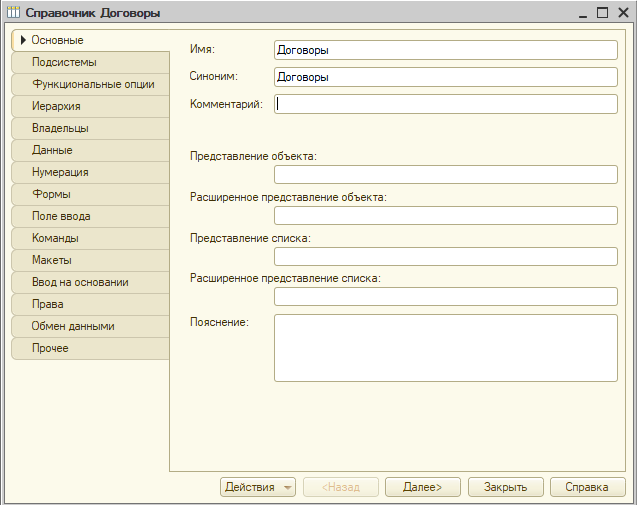 Справочник Договоры
Основные
Подсистемы
Функциональные опции
Иерархия
Владельцы
Данные
Нумерация
Формы
Поле ввода
Команды
Макеты
Ввод на основании
Права
Обмен данными
Прочее
Имя: Договоры
Синоним: Договоры
Комментарий:
Представление объекта:
Расширенное представление объекта:
Представление списка:
Расширенное представление списка:
Пояснение:
Действия <Назад Далее> Закрыть Справка